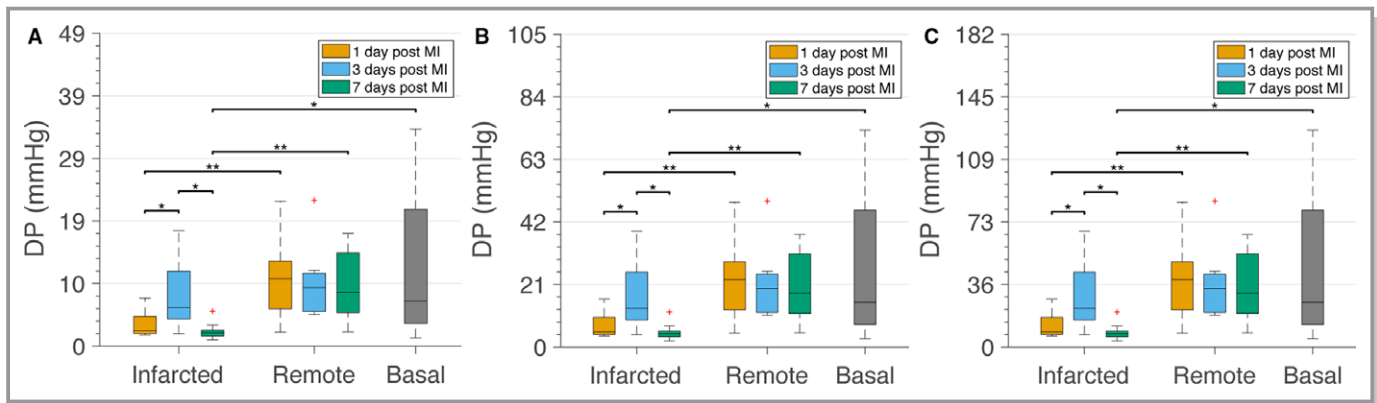 A
DP (mmHg)
49
39
29
19
10
0
1 day post MI
3 days post MI
7 days post MI
*
**
**
*
*
Infarcted Remote Basal
B
DP (mmHg)
105
84
63
42
21
0
1 day post MI
3 days post MI
7 days post MI
*
**
**
*
*
Infarcted Remote Basal
C
DP (mmHg)
182
145
109
73
36
0
1 day post MI
3 days post MI
7 days post MI
*
**
**
*
*
Infarcted Remote Basal